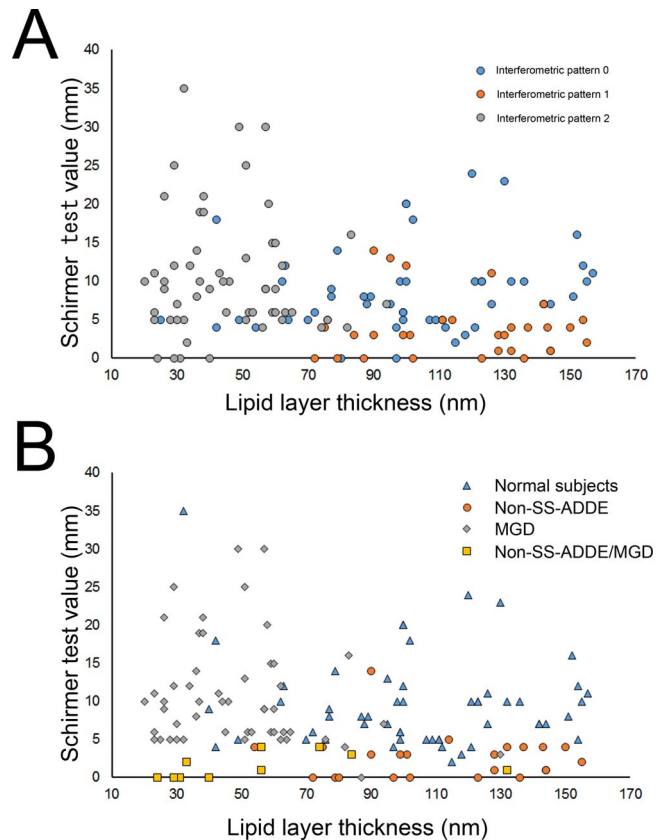 A
Schirmer test value (mm)
40
35
30
25
20
15
10
5
0
Interferometric pattern 0
Interferometric pattern 1
Interferometric pattern 2
10 30 50 70 90 110 130 150 170
Lipid layer thickness (nm)
B
Schirmer test value (mm)
40
35
30
25
20
15
10
5
0
Normal subjects
Non-SS-ADDE
MGD
Non-SS-ADDE/MGD
10 30 50 70 90 110 130 150 170
Lipid layer thickness (nm)